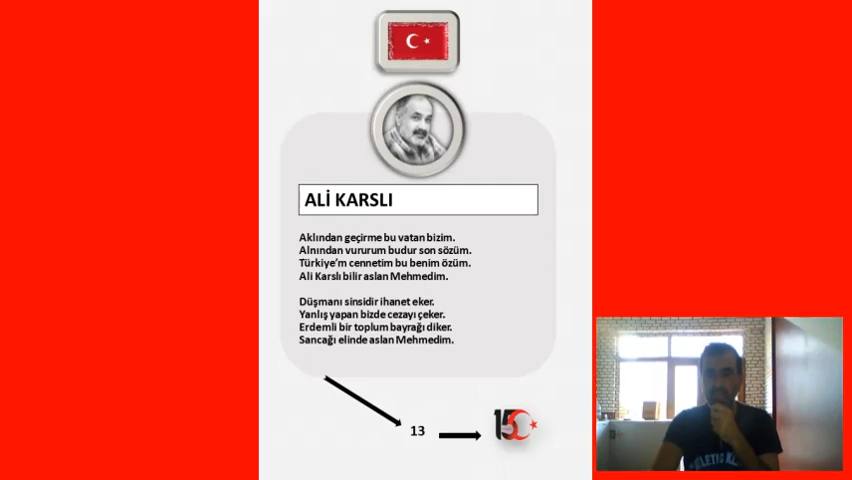 ALİ KARSLI
Aklından geçirme bu vatan bizim.
Alnından vururum budur son sözüm.
Türkiye'm cennetim bu benim özüm.
Ali Karslı bilir aslan Mehmedim.
Düşmanı sinsidir ihanet eker.
Yanlış yapan bizde cezayı çeker.
Erdemli bir toplum bayrağı diker.
Sancağı elinde aslan Mehmedim.
13
15